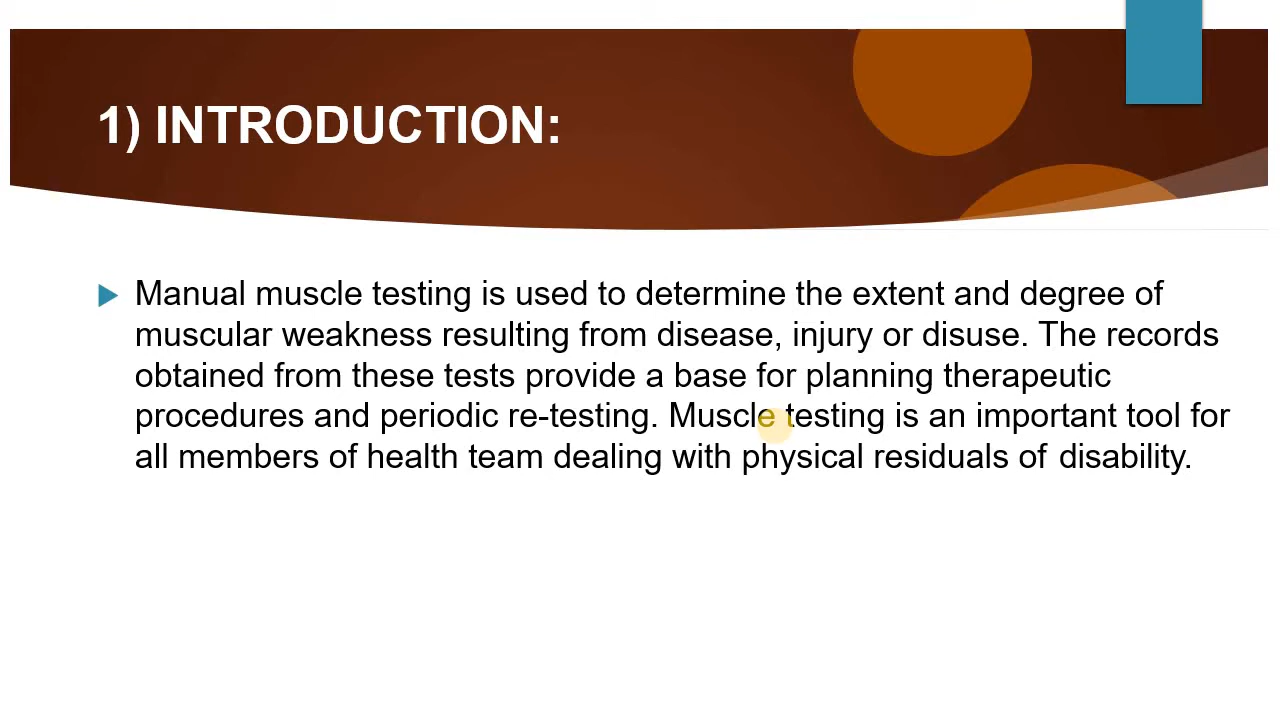 1) INTRODUCTION:
Manual muscle testing is used to determine the extent and degree of
muscular weakness resulting from disease, injury or disuse. The records
obtained from these tests provide a base for planning therapeutic
procedures and periodic re-testing. Muscle testing is an important tool for
all members of health team dealing with physical residuals of disability.